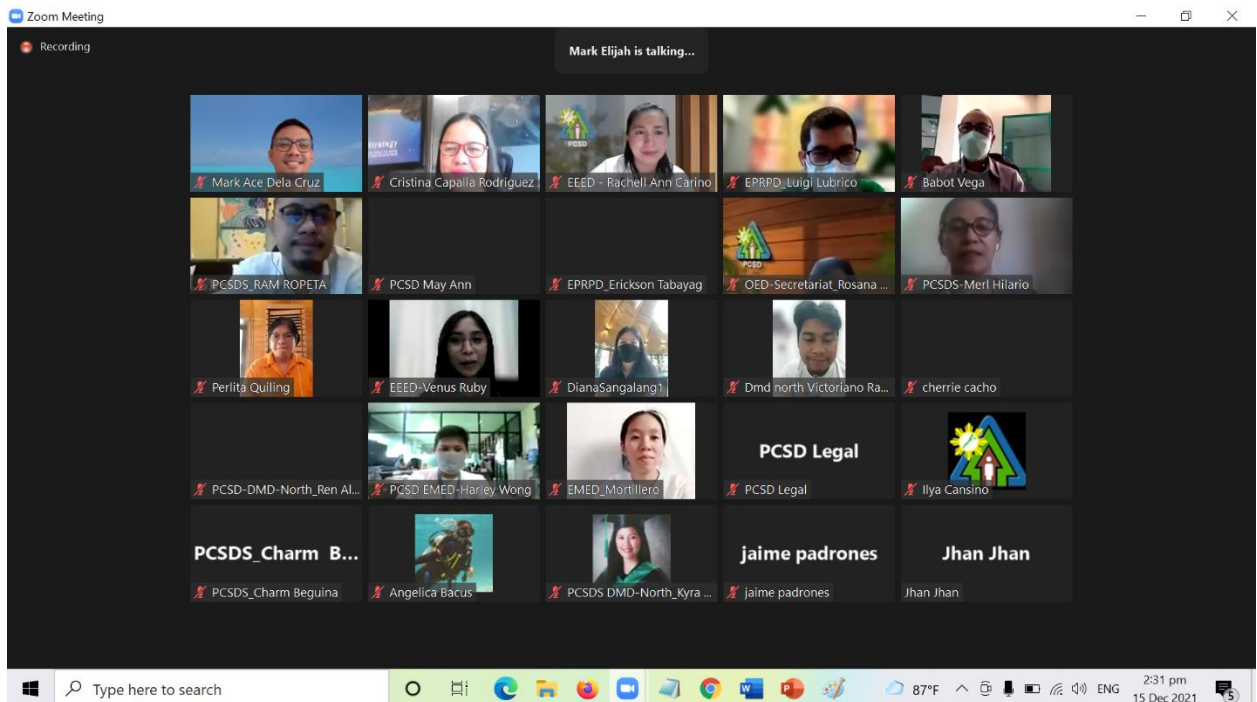 Zoom Meeting
Recording
Mark Elijah is talking...
Mark Ace Dela Cruz
Cristina Capalla Rodriguez
EEED - Rachell Ann Carino
EPRPD_Luigi Lubrico
Babot Vega
PCSDS_RAM ROPETA
PCSD May Ann
EPRPD_Erickson Tabayag
OED-Secretariat_Rosana ...
PCSDS-Merl Hilario
Perlita Quiling
EEED-Venus Ruby
DianaSangalang1
Dmd north Victoriano Ra...
cherrie cacho
PCSD-DMD-North_Ren Al...
PCSD EMED-Harley Wong
EMED_Mortillero
PCSD Legal
PCSD Legal
Ilya Cansino
PCSDS_Charm B...
PCSDS_Charm Beguina
Angelica Bacus
PCSDS DMD-North_Kyra ...
jaime padrones
jaime padrones
Jhan Jhan
Jhan Jhan
PCSD
PCSD
Type here to search
87°F
ENG
2:31 pm
15 Dec 2021
5